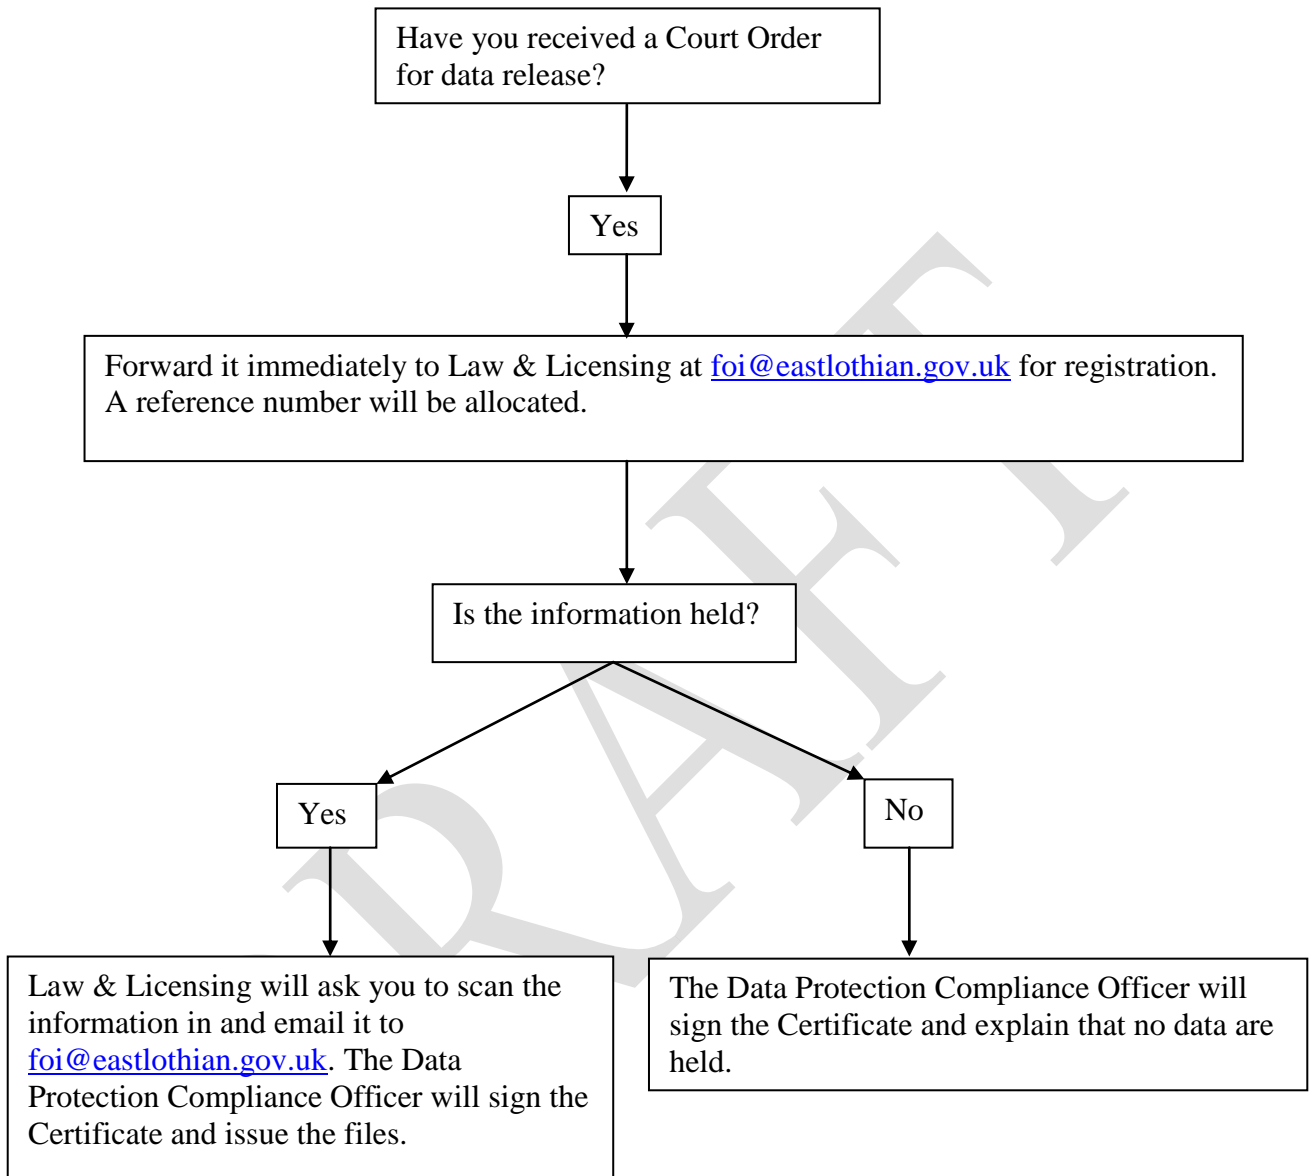 Have you received a Court Order
for data release?
Yes
Forward it immediately to Law & Licensing at foi@eastlothian.gov.uk for registration.
A reference number will be allocated.
Is the information held?
Yes
No
Law & Licensing will ask you to scan the
information in and email it to
foi@eastlothian.gov.uk. The Data
Protection Compliance Officer will sign the
Certificate and issue the files.
The Data Protection Compliance Officer will
sign the Certificate and explain that no data are
held.
RAFT